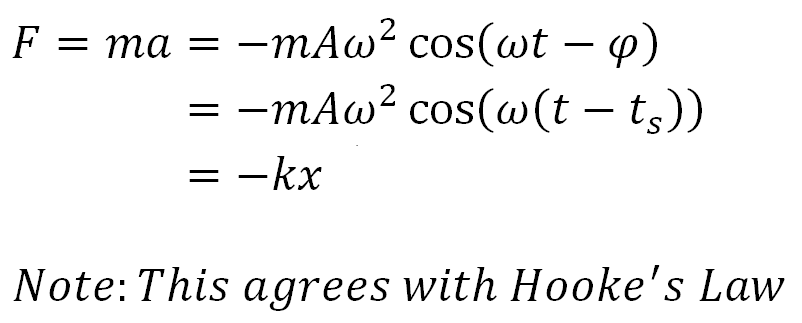 F = ma = −mAω² cos(ωt − φ)
= −mAω² cos(ω(t − tₛ))
= −kx
Note: This agrees with Hooke's Law